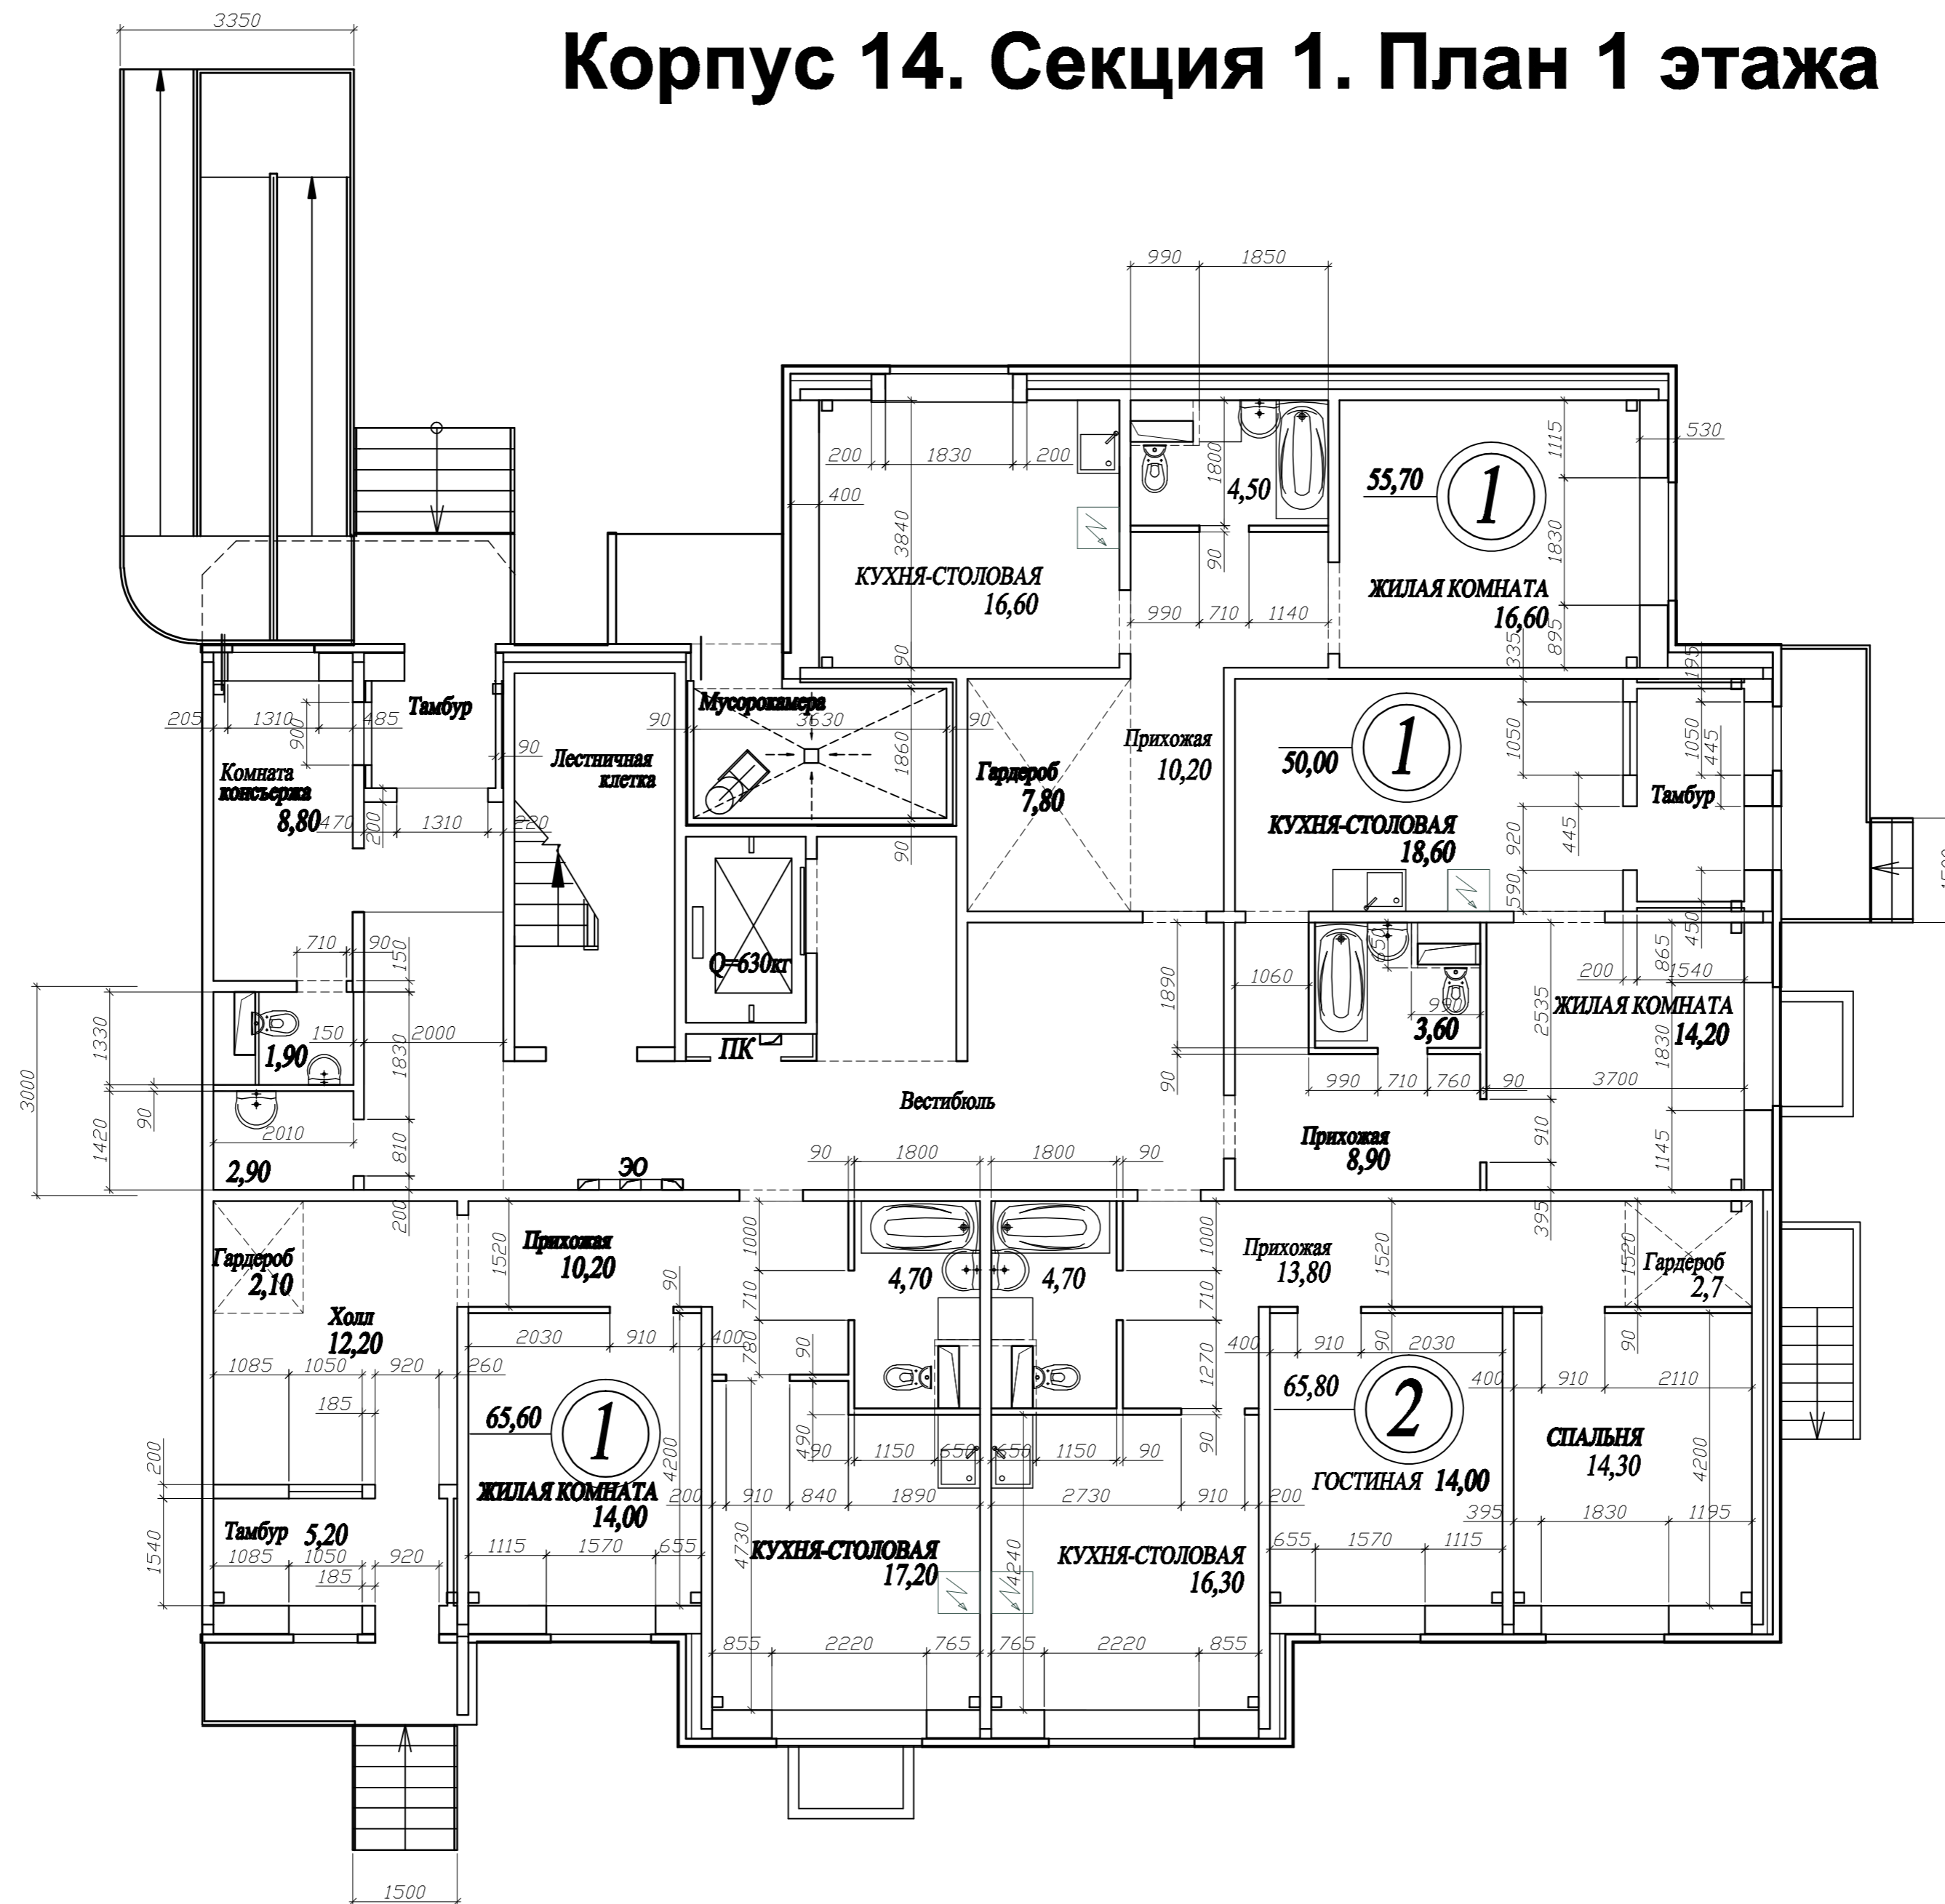 Корпус 14. Секция 1. План 1 этажа
3350
990 1850
530
1115
200 1830 200
1800
4,50
55,70
1
400
3840
1830
90
КУХНЯ-СТОЛОВАЯ
16,60
ЖИЛАЯ КОМНАТА
16,60
990 710 1140
895
335
195
90
Тамбур
Мусорокамера
205 1310 485
900
90 3630 90
1860
90
Лестничная
клетка
Прихожая
10,20
50,00
1
1050
1050
445
Комната
консьержа
8,80
Гардероб
7,80
Тамбур
КУХНЯ-СТОЛОВАЯ
18,60
470 1310 220
200
90
920
445
590
450
1500
710 90
150
Q=630кг
1890
1060
650
865
200 1540
2535
ЖИЛАЯ КОМНАТА
14,20
990
3,60
1330
150 2000
1,90
1830
ПК
3000
90
1830
990 710 760 90 3700
Вестибюль
90
1420
2010
810
2,90
Прихожая
8,90
910
1145
ЭО
90 1800 1800 90
200
395
Гардероб
2,10
1520
Прихожая
10,20
90
1000
4,70
4,70
1000
Прихожая
13,80
1520
1520
Гардероб
2,7
710
710
Холл
12,20
2030 910 400
780
90
400 910 2030
90
90
1270
1085 1050 920 260
185
65,60
1
65,80
2
400 910 2110
4200
490
90 1150 650 650 1150 90
90
СПАЛЬНЯ
14,30
4200
ГОСТИНАЯ 14,00
200
ЖИЛАЯ КОМНАТА
14,00
200 910 840 1890 2730 910 200
395 1830 1195
Тамбур 5,20
1540
1085 1050 920
185
1115 1570 655
4730
КУХНЯ-СТОЛОВАЯ
17,20
4240
КУХНЯ-СТОЛОВАЯ
16,30
655 1570 1115
855 2220 765 765 2220 855
1500